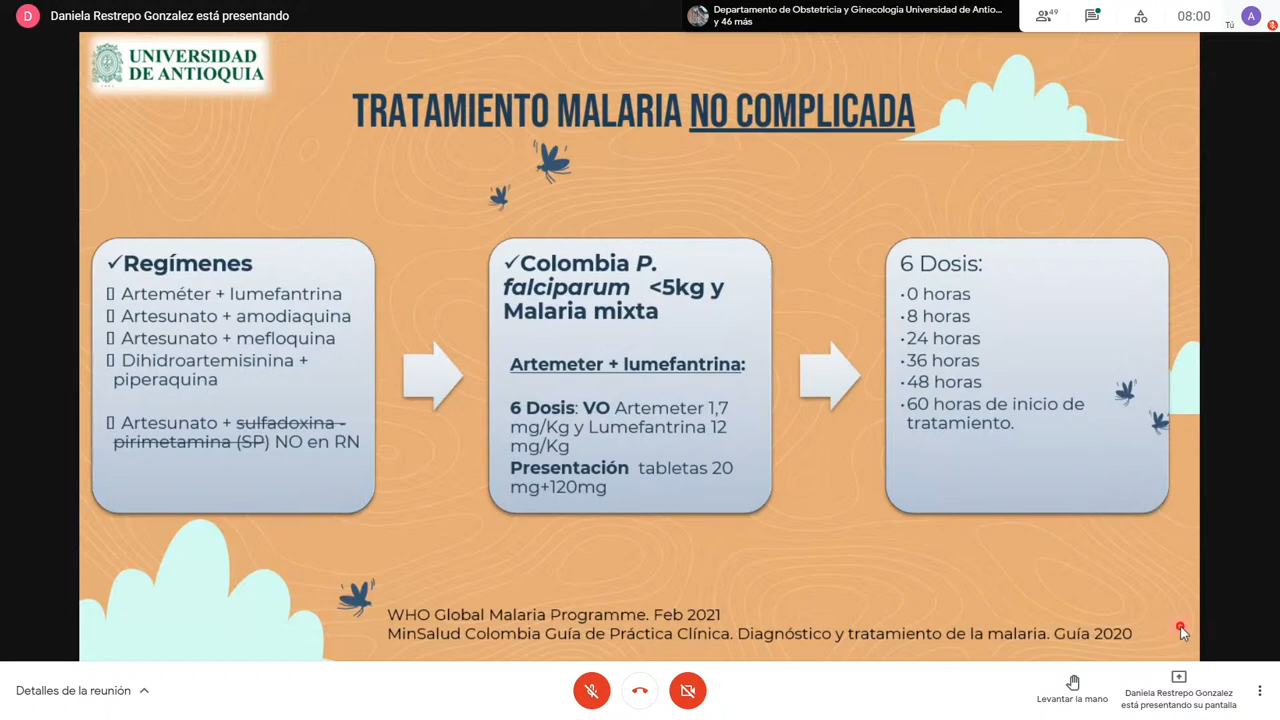 D
Daniela Restrepo Gonzalez está presentando
Departamento de Obstetricia y Ginecología Universidad de Antio...
y 46 más
49
08:00
Tú
A
UNIVERSIDAD
DE ANTIOQUIA
TRATAMIENTO MALARIA NO COMPLICADA
✓Regímenes
▯ Arteméter + lumefantrina
▯ Artesunato + amodiaquina
▯ Artesunato + mefloquina
▯ Dihidroartemisinina +
piperaquina
▯ Artesunato + sulfadoxina -
pirimetamina (SP) NO en RN
✓Colombia P.
falciparum <5kg y
Malaria mixta
Artemeter + lumefantrina:
6 Dosis: VO Artemeter 1,7
mg/Kg y Lumefantrina 12
mg/Kg
Presentación tabletas 20
mg+120mg
6 Dosis:
•0 horas
•8 horas
•24 horas
•36 horas
•48 horas
•60 horas de inicio de
tratamiento.
WHO Global Malaria Programme. Feb 2021
MinSalud Colombia Guía de Práctica Clínica. Diagnóstico y tratamiento de la malaria. Guía 2020
Detalles de la reunión
Levantar la mano
Daniela Restrepo Gonzalez
está presentando su pantalla